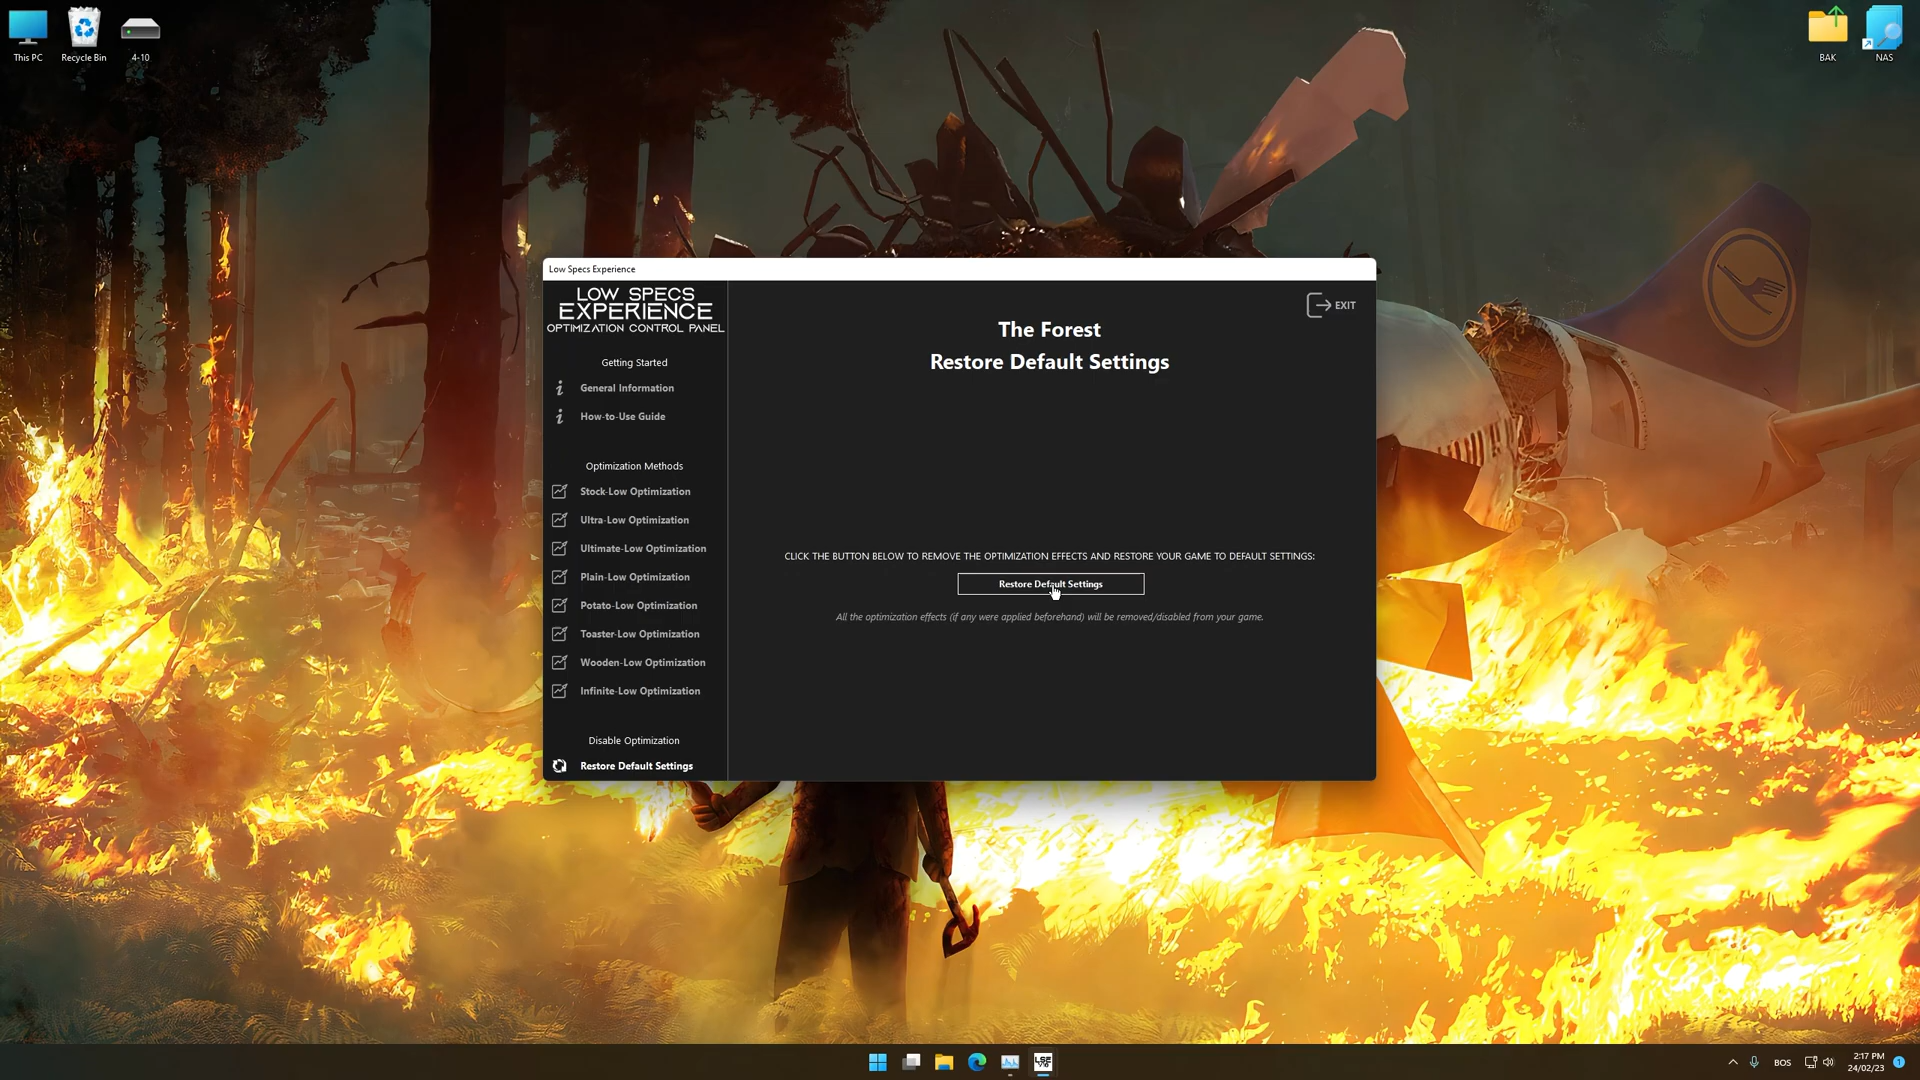 This PC
Recycle Bin
4-10
BAK
NAS
Low Specs Experience
LOW SPECS
EXPERIENCE
OPTIMIZATION CONTROL PANEL
Getting Started
General Information
How-to-Use Guide
Optimization Methods
Stock-Low Optimization
Ultra-Low Optimization
Ultimate-Low Optimization
Plain-Low Optimization
Potato-Low Optimization
Toaster-Low Optimization
Wooden-Low Optimization
Infinite-Low Optimization
Disable Optimization
Restore Default Settings
EXIT
The Forest
Restore Default Settings
CLICK THE BUTTON BELOW TO REMOVE THE OPTIMIZATION EFFECTS AND RESTORE YOUR GAME TO DEFAULT SETTINGS:
Restore Default Settings
All the optimization effects (if any were applied beforehand) will be removed/disabled from your game.
LSE
BOS
2:17 PM
24/02/23
1